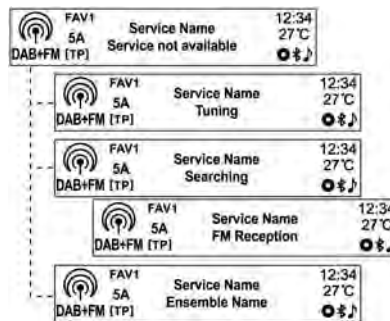 FAV1 Service Name 12:34
5A Service not available 27℃
DAB+FM [TP]
FAV1 Service Name 12:34
5A Tuning 27℃
DAB+FM [TP]
FAV1 Service Name 12:34
5A Searching 27℃
DAB+FM [TP]
FAV1 Service Name 12:34
5A FM Reception 27℃
DAB+FM [TP]
FAV1 Service Name 12:34
5A Ensemble Name 27℃
DAB+FM [TP]